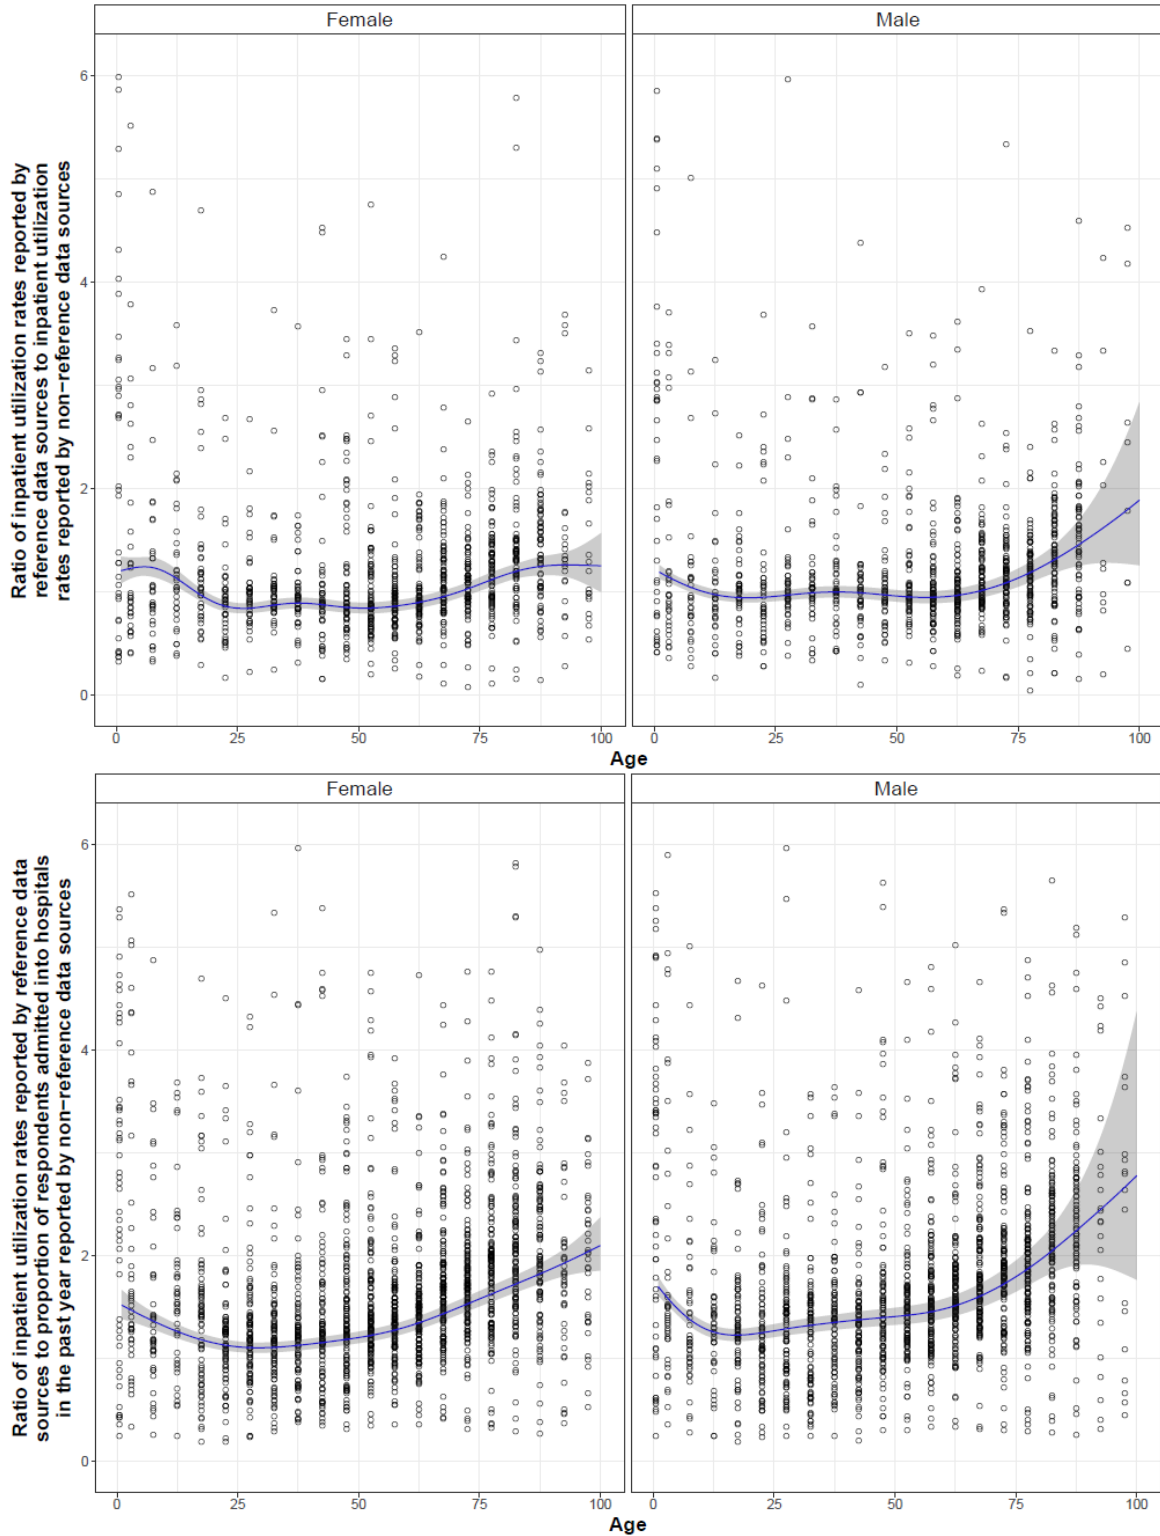 Female
Male
Ratio of inpatient utilization rates reported by
reference data sources to inpatient utilization
rates reported by non−reference data sources
6
4
2
0
0
25
50
75
100
0
25
50
75
100
Age
Female
Male
Ratio of inpatient utilization rates reported by reference data
sources to proportion of respondents admitted into hospitals
in the past year reported by non−reference data sources
6
4
2
0
0
25
50
75
100
0
25
50
75
100
Age